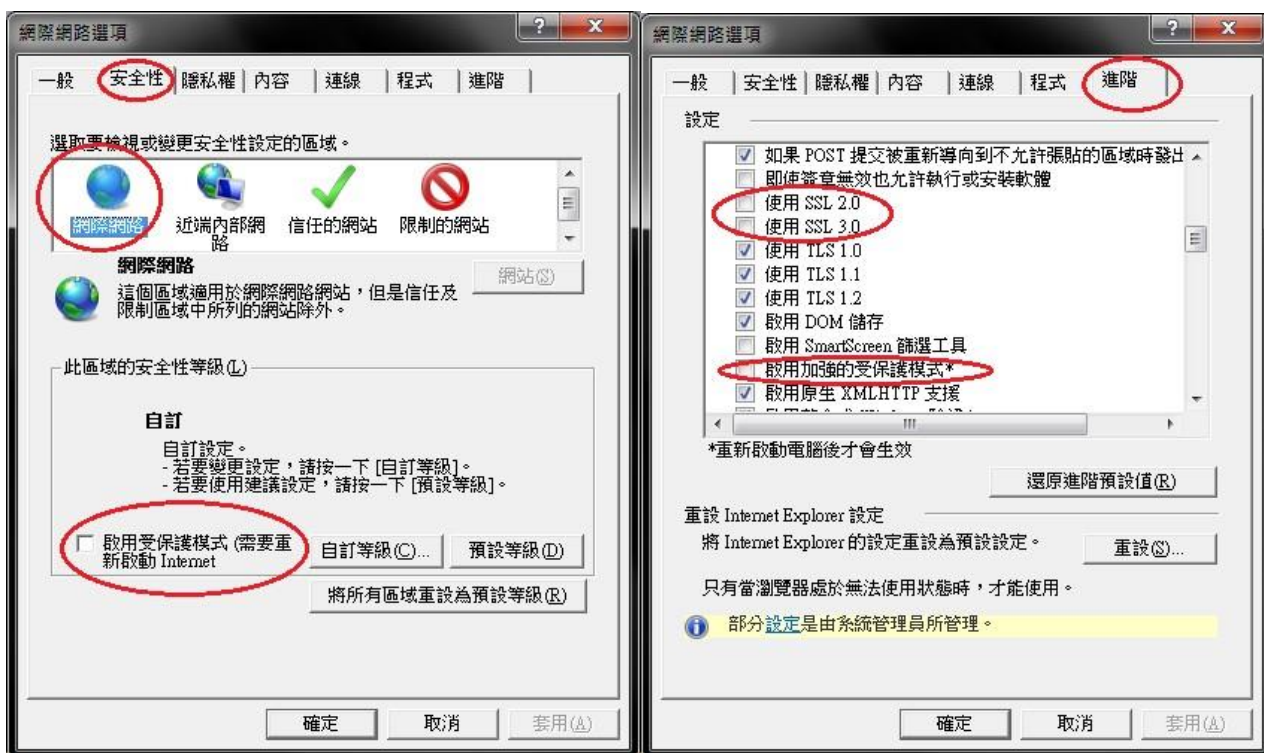 網際網路選項
一般 安全性 隱私權 內容 連線 程式 進階
選取要檢視或變更安全性設定的區域。
網際網路
近端內部網
路
信任的網站
限制的網站
網際網路
這個區域適用於網際網路網站,但是信任及
限制區域中所列的網站除外。
網站(S)
此區域的安全性等級(L)
自訂
自訂設定。
- 若要變更設定,請按一下 [自訂等級]。
- 若要使用建議設定,請按一下 [預設等級]。
啟用受保護模式 (需要重
新啟動 Internet
自訂等級(C)... 預設等級(D)
將所有區域重設為預設等級(R)
確定 取消 套用(A)
網際網路選項
一般 安全性 隱私權 內容 連線 程式 進階
設定
如果 POST 提交被重新導向到不允許張貼的區域時發出
即使簽章無效也允許執行或安裝軟體
使用 SSL 2.0
使用 SSL 3.0
使用 TLS 1.0
使用 TLS 1.1
使用 TLS 1.2
啟用 DOM 儲存
啟用 SmartScreen 篩選工具
啟用加強的受保護模式*
啟用原生 XMLHTTP 支援
*重新啟動電腦後才會生效
還原進階預設值(R)
重設 Internet Explorer 設定
將 Internet Explorer 的設定重設為預設設定。
重設(S)...
只有當瀏覽器處於無法使用狀態時,才能使用。
部分設定是由系統管理員所管理。
確定 取消 套用(A)